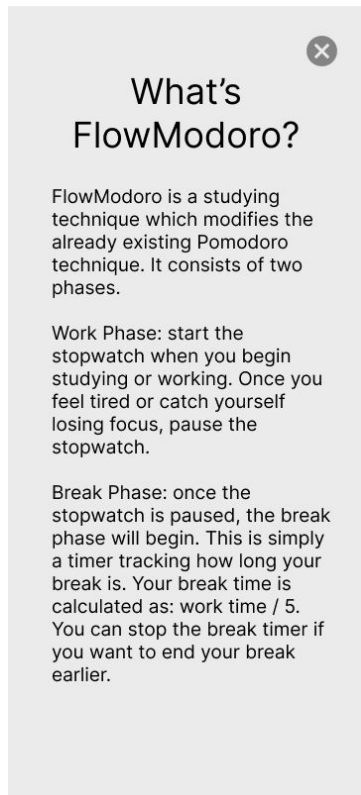 What’s
FlowModoro?
FlowModoro is a studying
technique which modifies the
already existing Pomodoro
technique. It consists of two
phases.
Work Phase: start the
stopwatch when you begin
studying or working. Once you
feel tired or catch yourself
losing focus, pause the
stopwatch.
Break Phase: once the
stopwatch is paused, the break
phase will begin. This is simply
a timer tracking how long your
break is. Your break time is
calculated as: work time / 5.
You can stop the break timer if
you want to end your break
earlier.